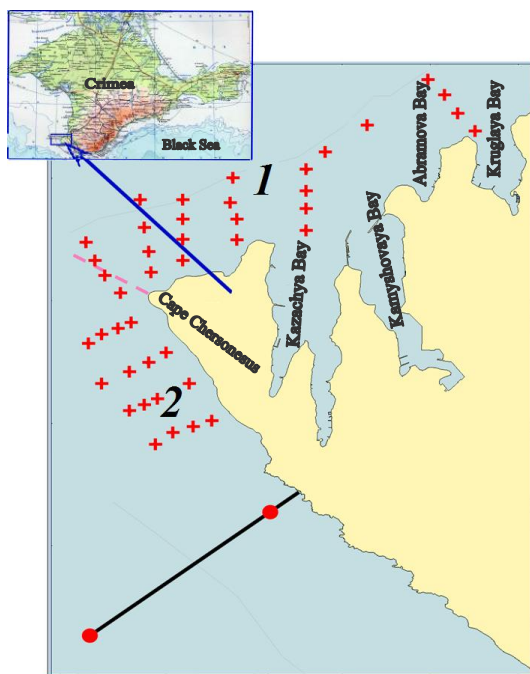 Crimea
Black Sea
1
Abramova Bay
Kruglaya Bay
Kamyshovaya Bay
Kazachya Bay
Cape Chersonesus
2